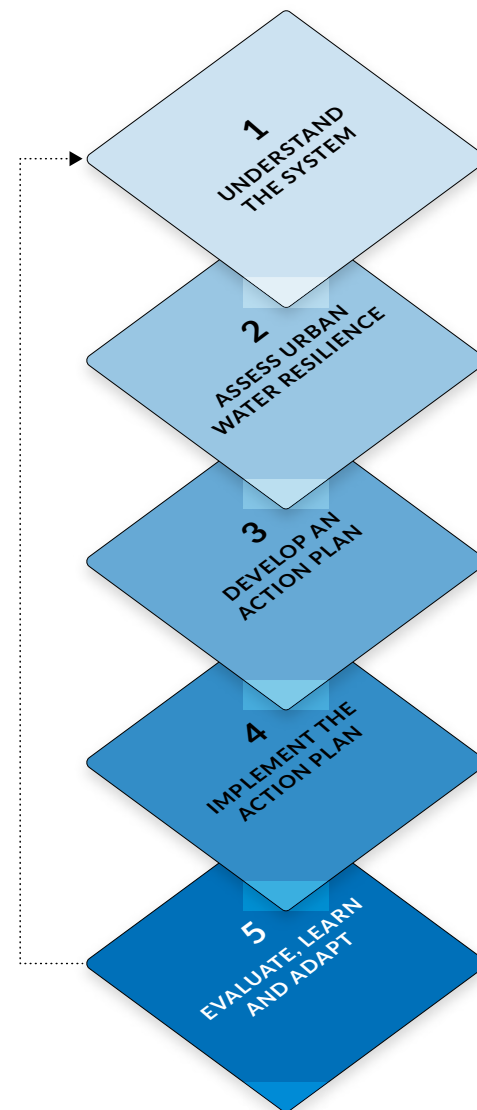 1
UNDERSTAND
THE SYSTEM
2
ASSESS URBAN
WATER RESILIENCE
3
DEVELOP AN
ACTION PLAN
4
IMPLEMENT THE
ACTION PLAN
5
EVALUATE, LEARN
AND ADAPT